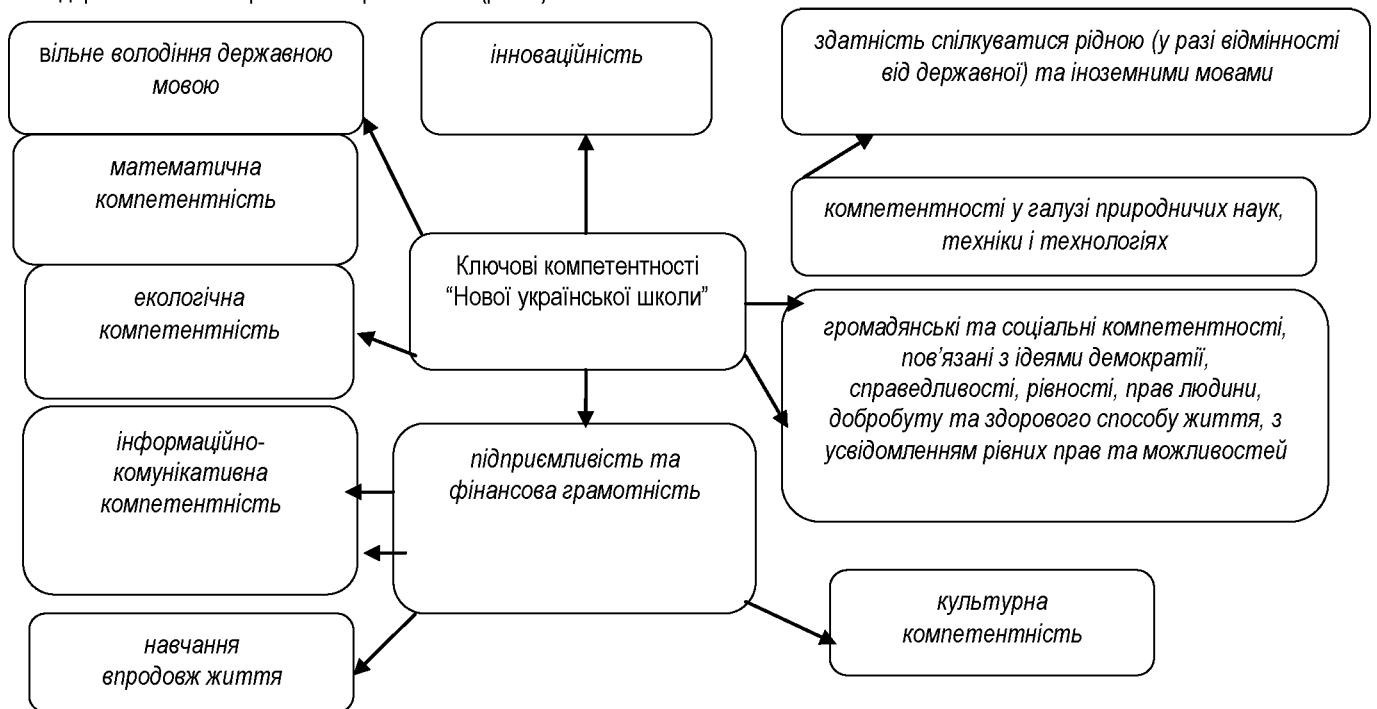 вільне володіння державною
мовою
інноваційність
здатність спілкуватися рідною (у разі відмінності
від державної) та іноземними мовами
математична
компетентність
компетентності у галузі природничих наук,
техніки і технологіях
Ключові компетентності
“Нової української школи”
екологічна
компетентність
громадянські та соціальні компетентності,
пов’язані з ідеями демократії,
справедливості, рівності, прав людини,
добробуту та здорового способу життя, з
усвідомленням рівних прав та можливостей
інформаційно-
комунікативна
компетентність
підприємливість та
фінансова грамотність
культурна
компетентність
навчання
впродовж життя